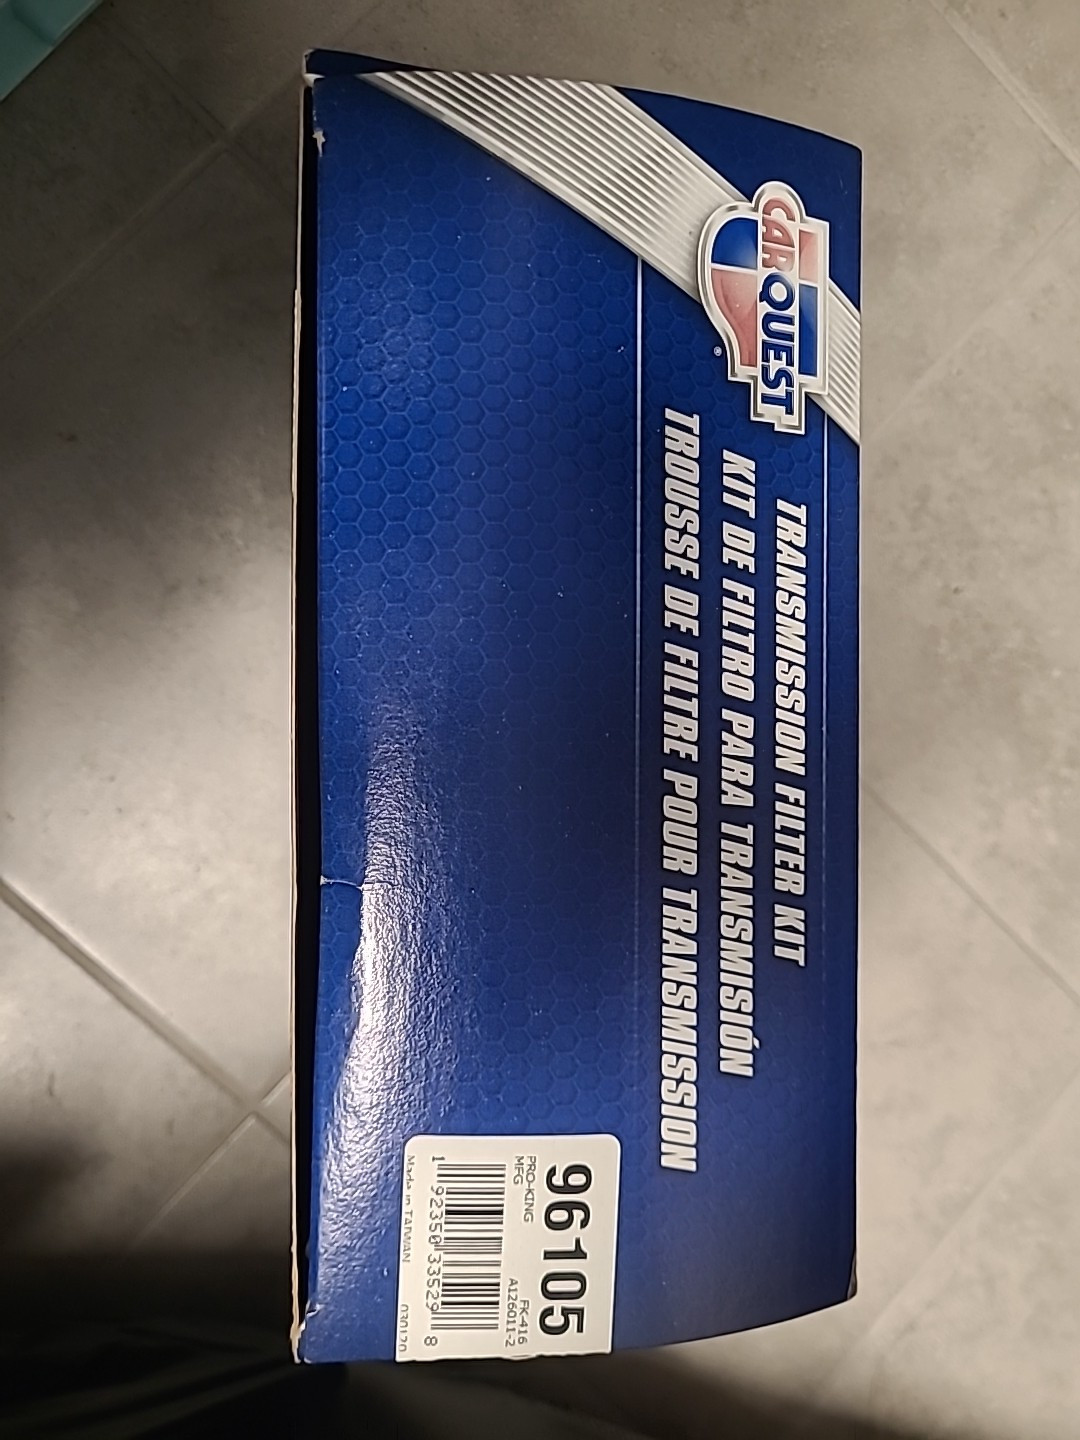 CARQUEST
®
TRANSMISSION FILTER KIT
KIT DE FILTRO PARA TRANSMISIÓN
TROUSSE DE FILTRE POUR TRANSMISSION
96105
PRO-KING FK-416
MFG A126011-2
1 92350 33529 8
Made in TAIWAN 030120